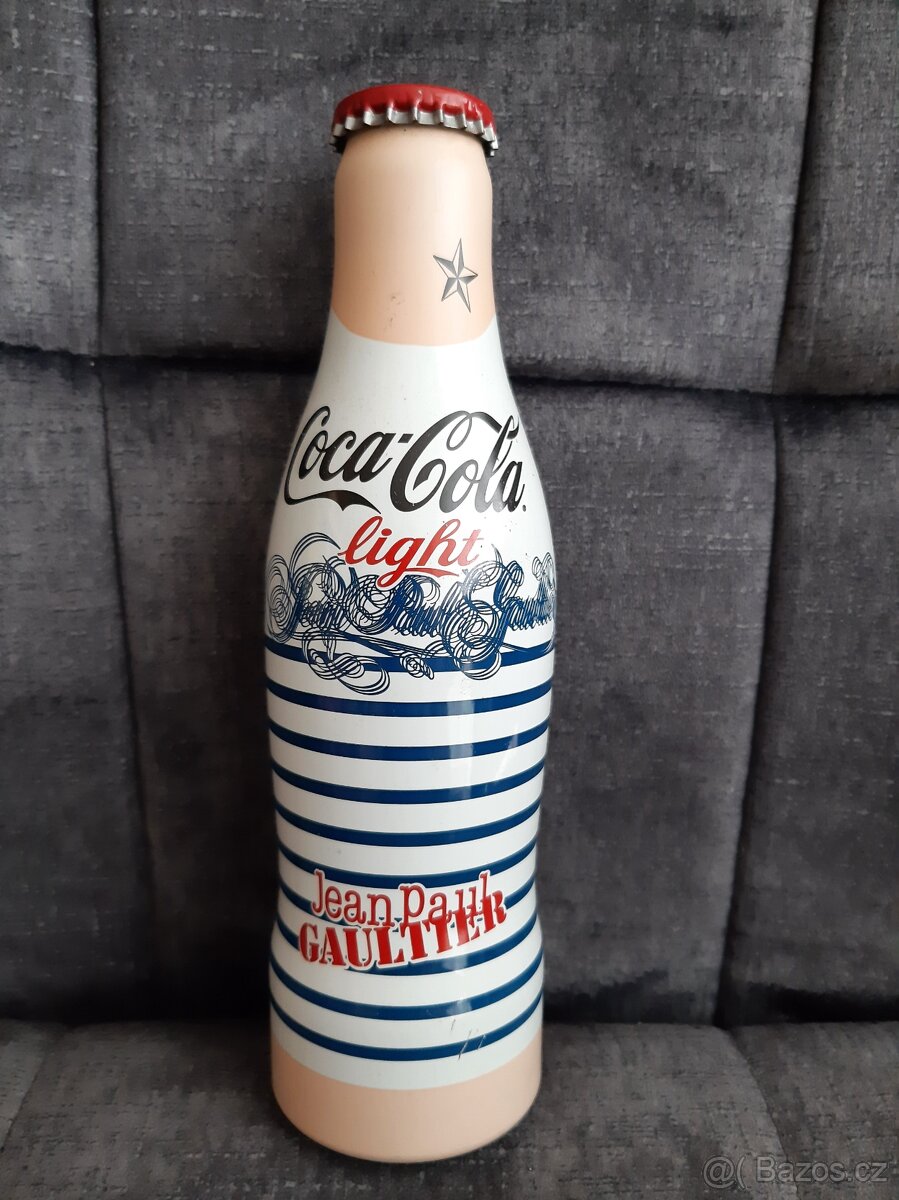 Coca-Cola
light
Jean Paul Gaultier
Jean Paul
GAULTIER
@( Bazos.cz